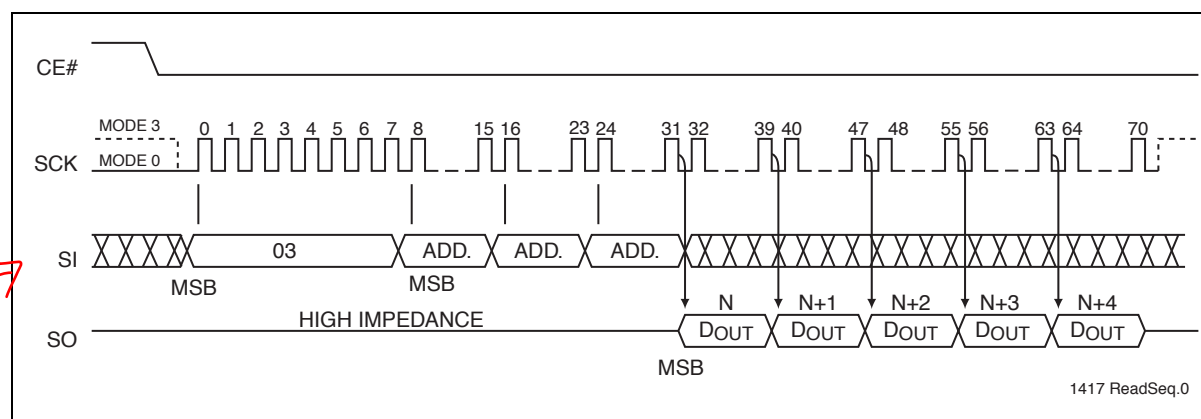 CE#
MODE 3
0 1 2 3 4 5 6 7 8 15 16 23 24 31 32 39 40 47 48 55 56 63 64 70
SCK
MODE 0
SI
03
ADD.
ADD.
ADD.
MSB
MSB
N
N+1
N+2
N+3
N+4
HIGH IMPEDANCE
SO
DOUT
DOUT
DOUT
DOUT
DOUT
MSB
1417 ReadSeq.0